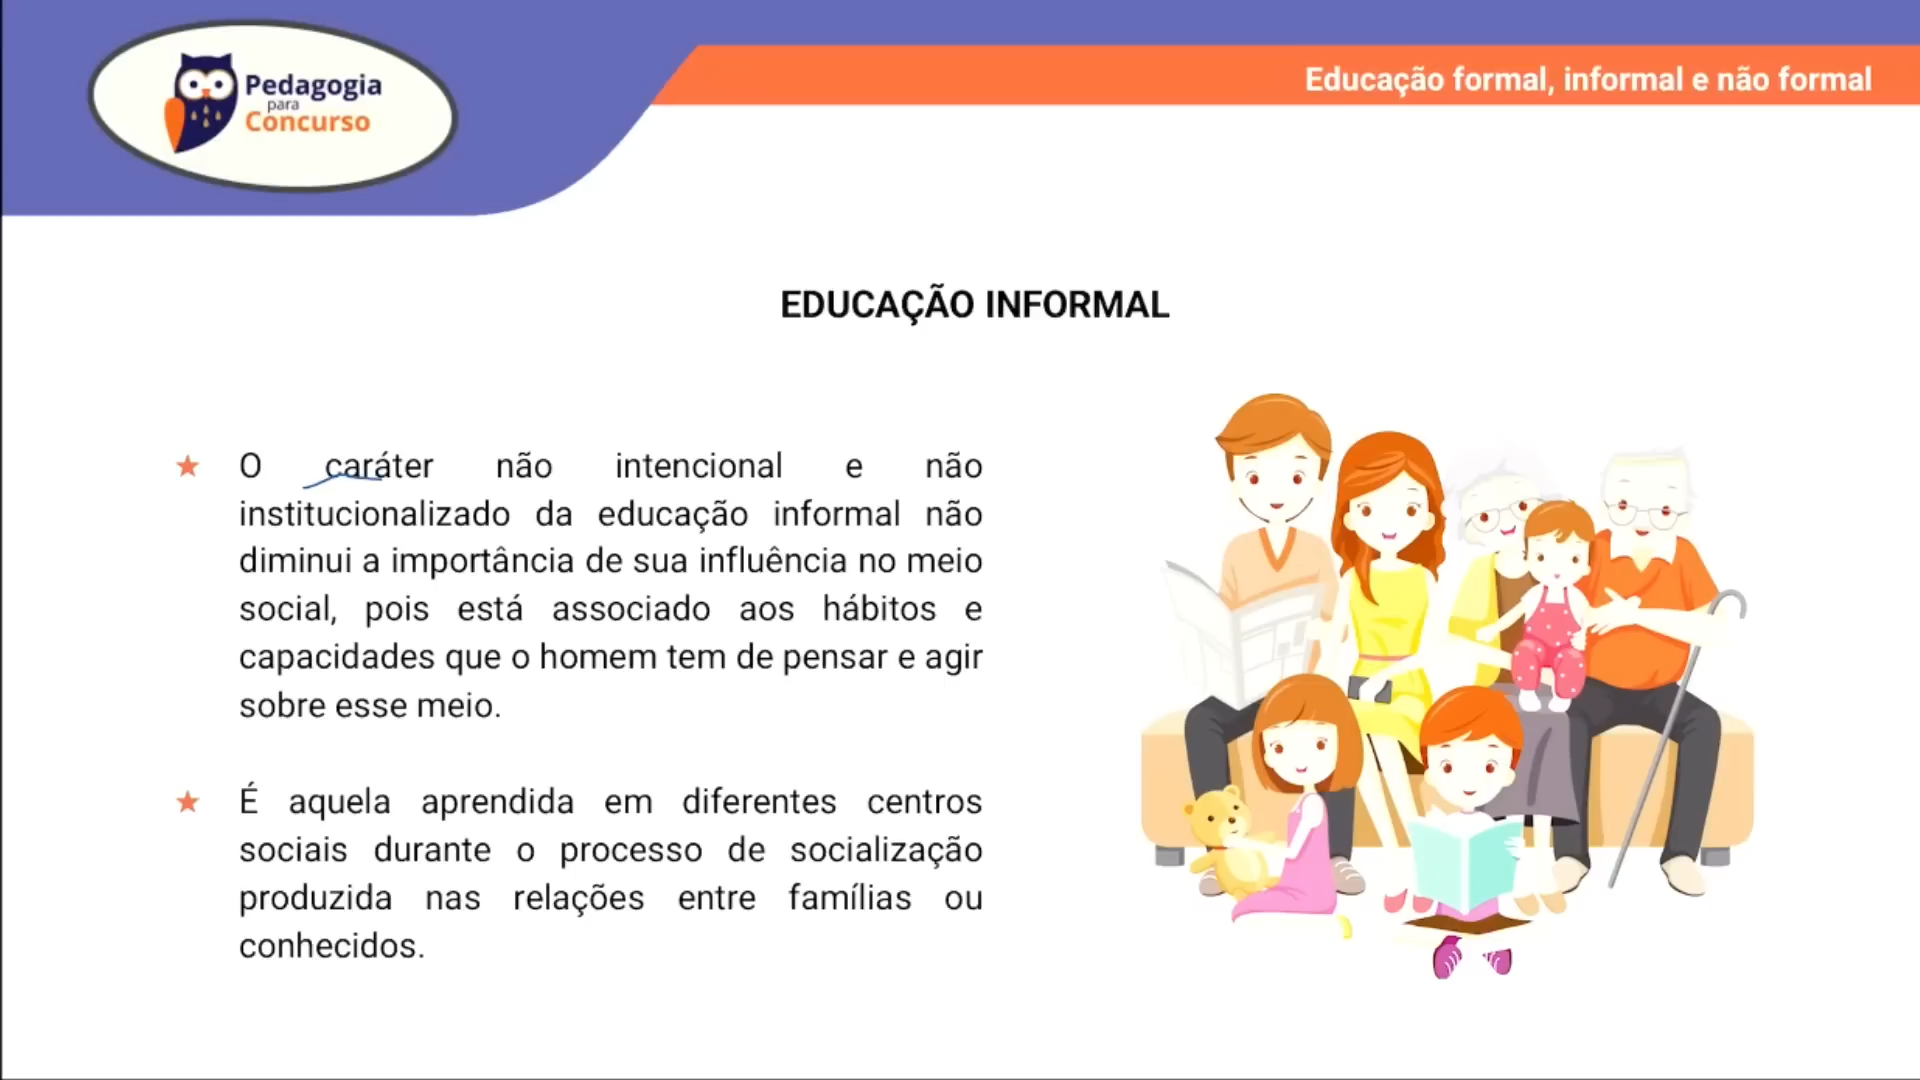 Pedagogia
para
Concurso
Educação formal, informal e não formal
EDUCAÇÃO INFORMAL
O caráter não intencional e não
institucionalizado da educação informal não
diminui a importância de sua influência no meio
social, pois está associado aos hábitos e
capacidades que o homem tem de pensar e agir
sobre esse meio.
É aquela aprendida em diferentes centros
sociais durante o processo de socialização
produzida nas relações entre famílias ou
conhecidos.